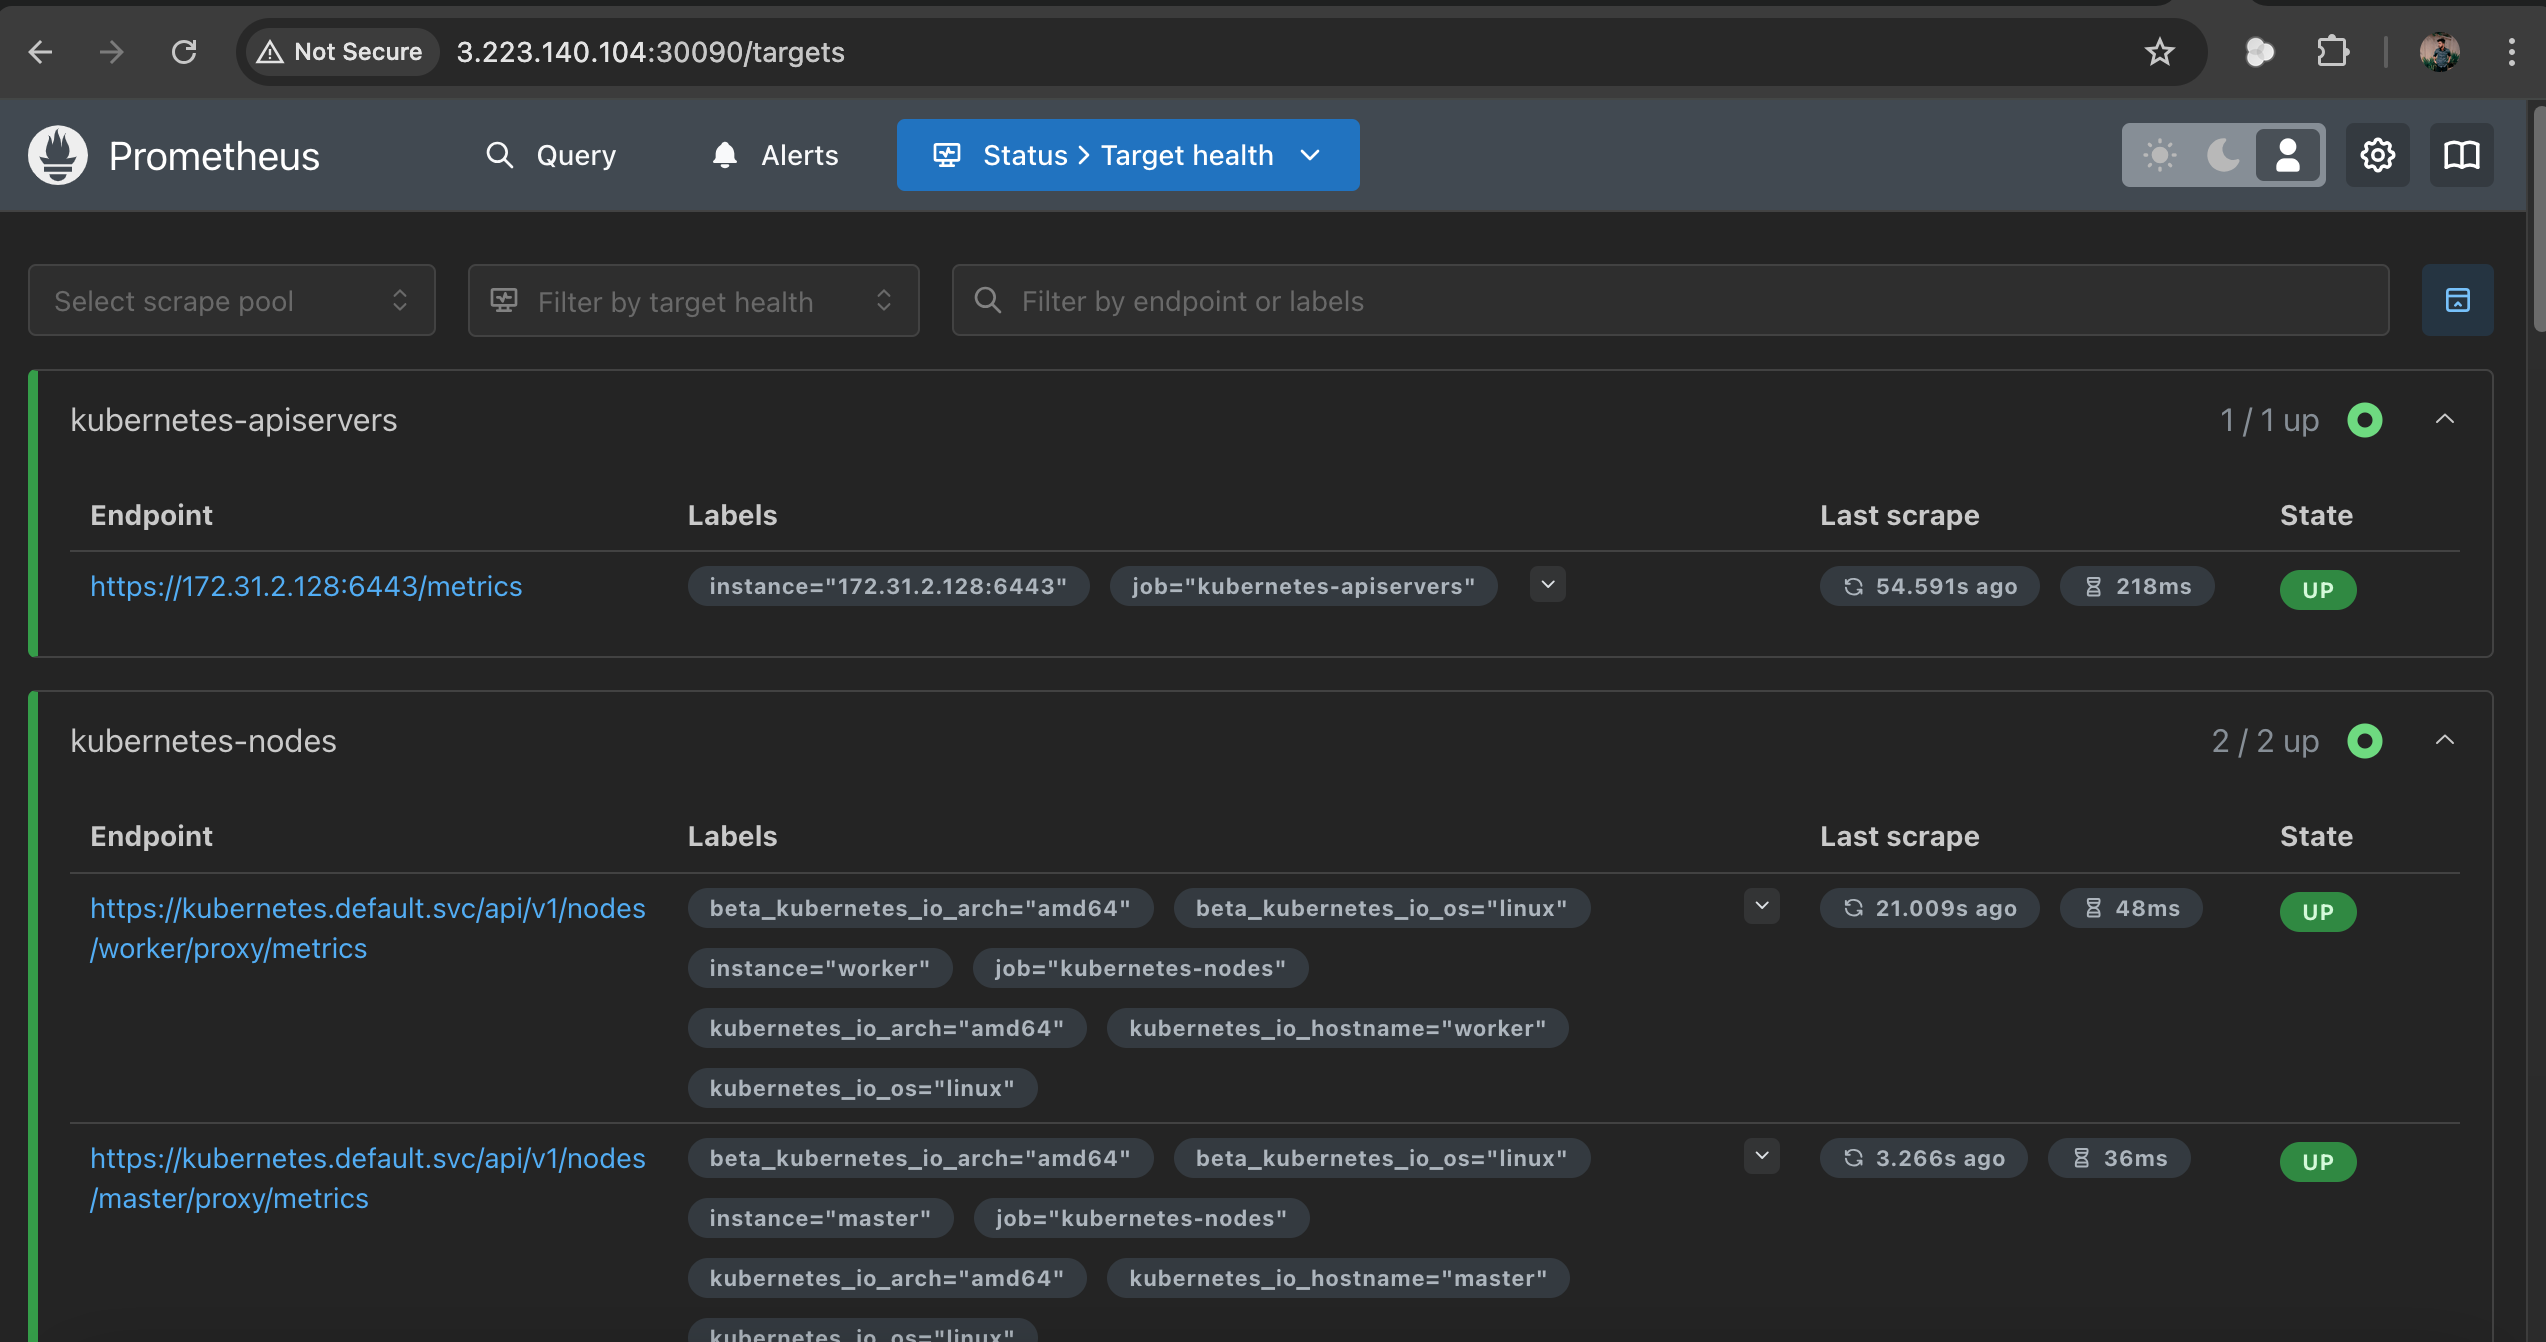 Not Secure 3.223.140.104:30090/targets
Prometheus Query Alerts Status > Target health
Select scrape pool Filter by target health Filter by endpoint or labels
kubernetes-apiservers 1 / 1 up
Endpoint Labels Last scrape State
https://172.31.2.128:6443/metrics instance="172.31.2.128:6443" job="kubernetes-apiservers" 54.591s ago 218ms UP
kubernetes-nodes 2 / 2 up
Endpoint Labels Last scrape State
https://kubernetes.default.svc/api/v1/nodes beta_kubernetes_io_arch="amd64" beta_kubernetes_io_os="linux" 21.009s ago 48ms UP
/worker/proxy/metrics
instance="worker" job="kubernetes-nodes"
kubernetes_io_arch="amd64" kubernetes_io_hostname="worker"
kubernetes_io_os="linux"
https://kubernetes.default.svc/api/v1/nodes beta_kubernetes_io_arch="amd64" beta_kubernetes_io_os="linux" 3.266s ago 36ms UP
/master/proxy/metrics
instance="master" job="kubernetes-nodes"
kubernetes_io_arch="amd64" kubernetes_io_hostname="master"
kubernetes_io_os="linux"